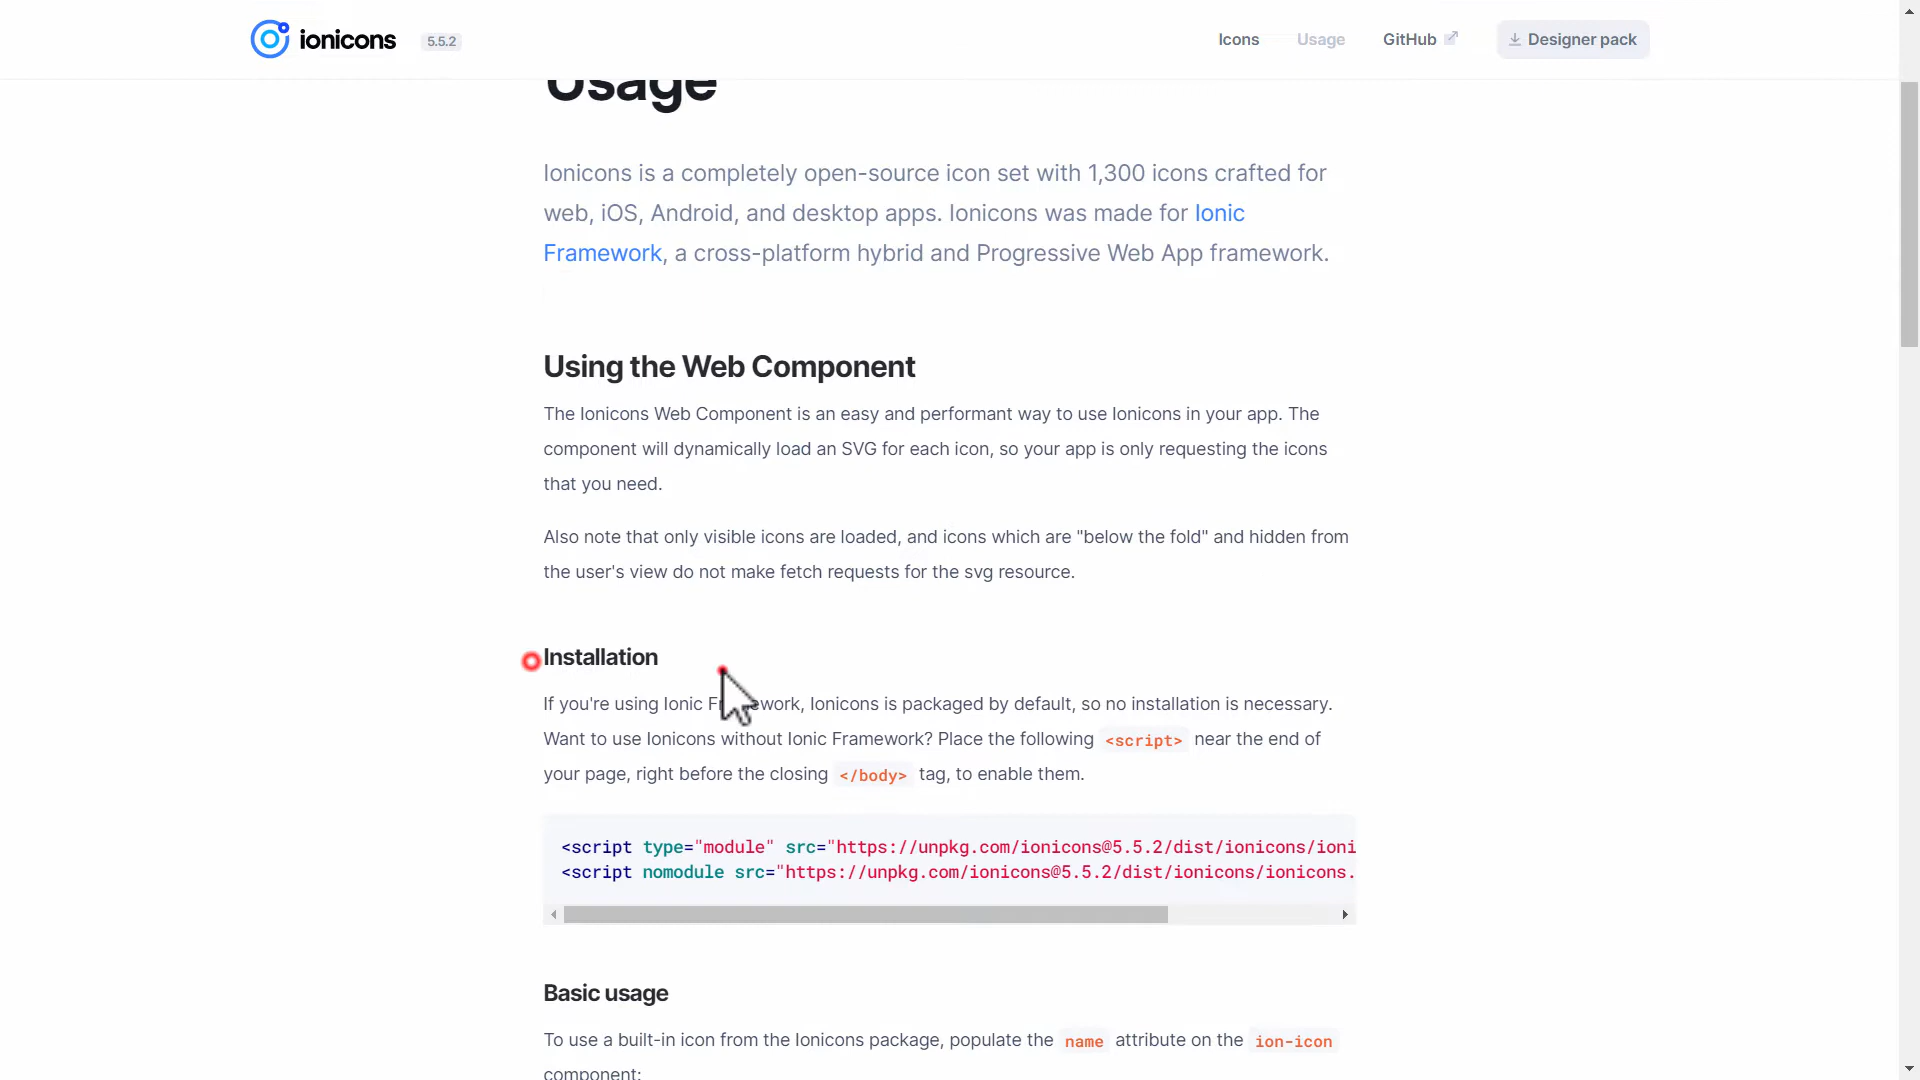 ionicons 5.5.2 Icons Usage GitHub Designer pack
Usage
Ionicons is a completely open-source icon set with 1,300 icons crafted for
web, iOS, Android, and desktop apps. Ionicons was made for Ionic
Framework, a cross-platform hybrid and Progressive Web App framework.
Using the Web Component
The Ionicons Web Component is an easy and performant way to use Ionicons in your app. The
component will dynamically load an SVG for each icon, so your app is only requesting the icons
that you need.
Also note that only visible icons are loaded, and icons which are "below the fold" and hidden from
the user's view do not make fetch requests for the svg resource.
Installation
If you're using Ionic Framework, Ionicons is packaged by default, so no installation is necessary.
Want to use Ionicons without Ionic Framework? Place the following <script> near the end of
your page, right before the closing </body> tag, to enable them.
<script type="module" src="https://unpkg.com/ionicons@5.5.2/dist/ionicons/ioni
<script nomodule src="https://unpkg.com/ionicons@5.5.2/dist/ionicons/ionicons.
Basic usage
To use a built-in icon from the Ionicons package, populate the name attribute on the ion-icon
component: